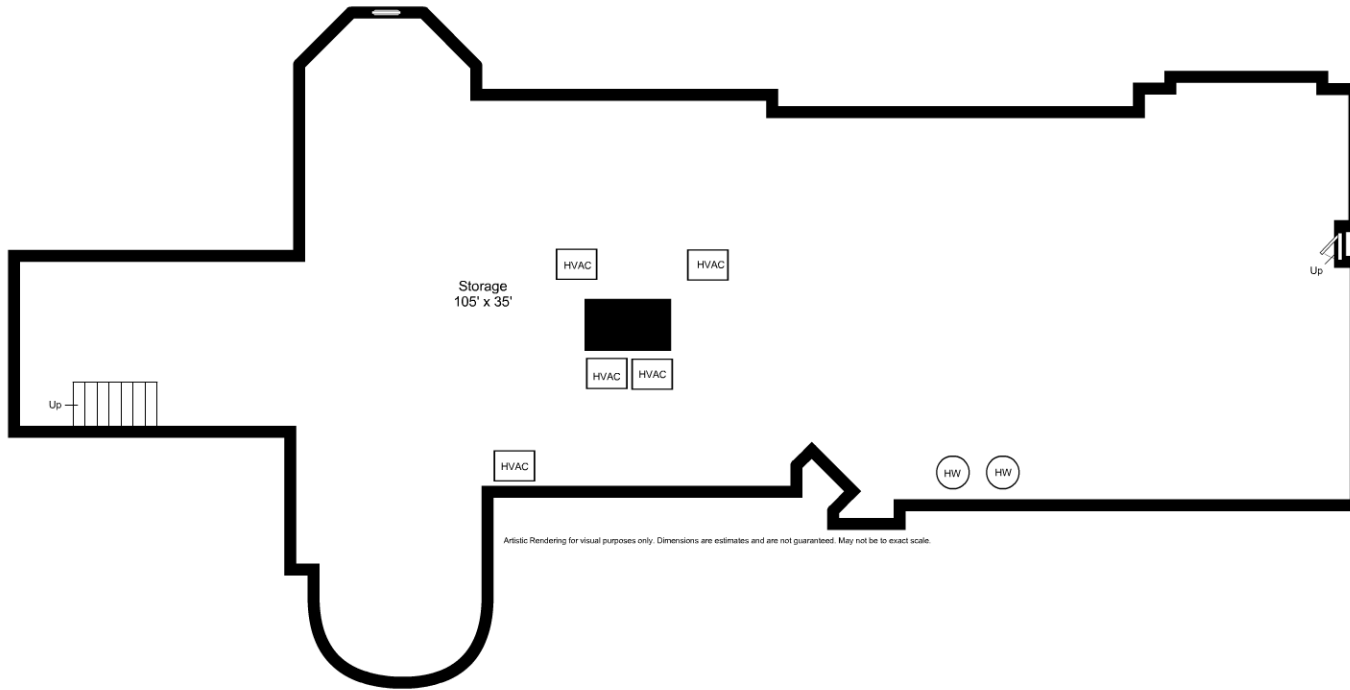 HVAC
HVAC
Up
Storage
105' x 35'
HVAC
HVAC
Up
HVAC
HW
HW
Artistic Rendering for visual purposes only. Dimensions are estimates and are not guaranteed. May not be to exact scale.